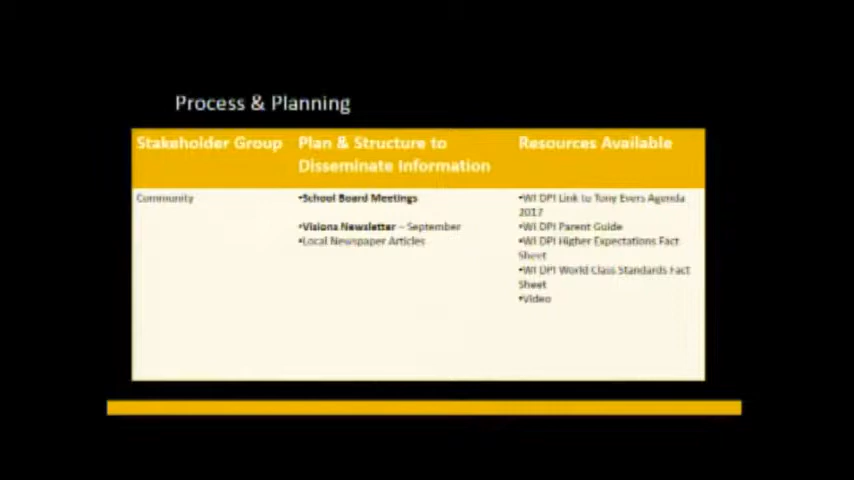 Process & Planning
Stakeholder Group
Plan & Structure to
Disseminate Information
Resources Available
Community
•School Board Meetings
•Visions Newsletter – September
•Local Newspaper Articles
•WI DPI Link to Tony Evers Agenda
2017
•WI DPI Parent Guide
•WI DPI Higher Expectations Fact
Sheet
•WI DPI World Class Standards Fact
Sheet
•Video